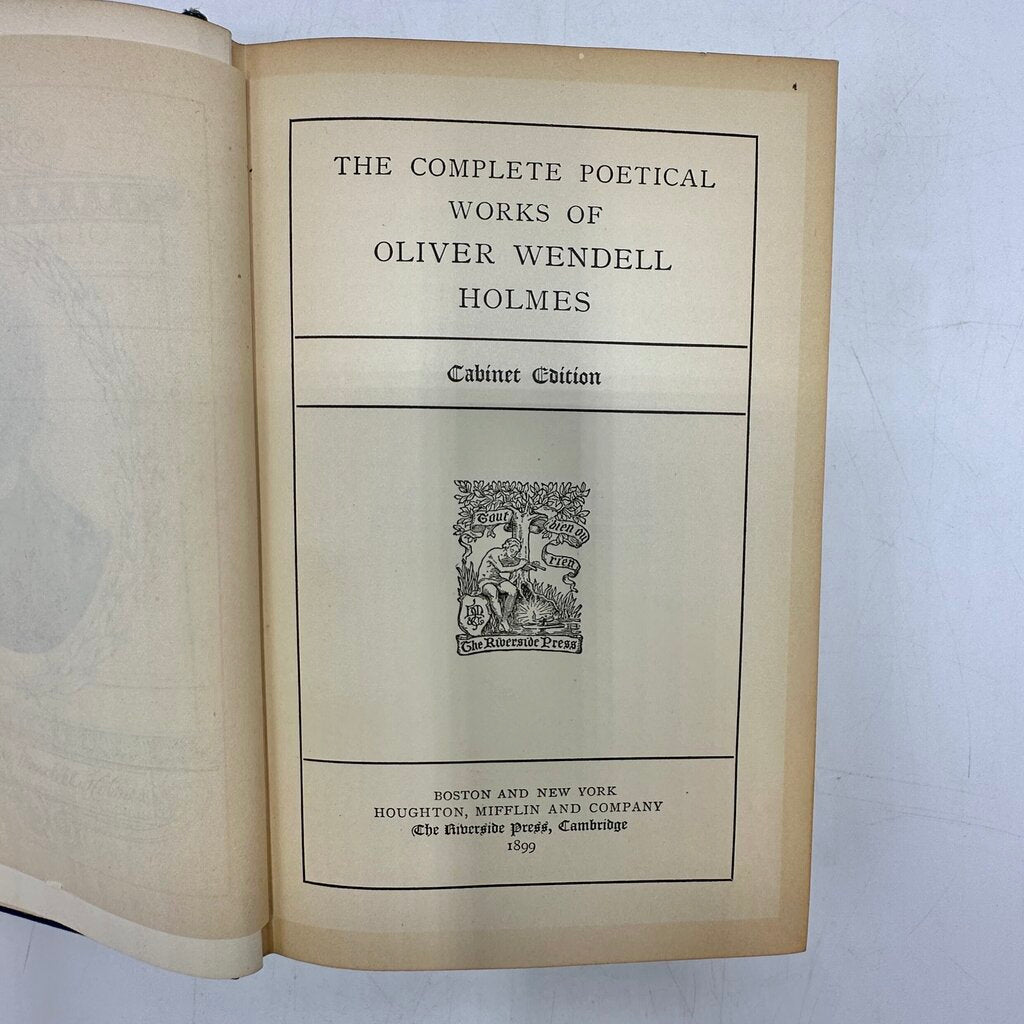 THE COMPLETE POETICAL
WORKS OF
OLIVER WENDELL
HOLMES
Cabinet Edition
Tout bien ou
rien
The Riverside Press
BOSTON AND NEW YORK
HOUGHTON, MIFFLIN AND COMPANY
The Riverside Press, Cambridge
1899